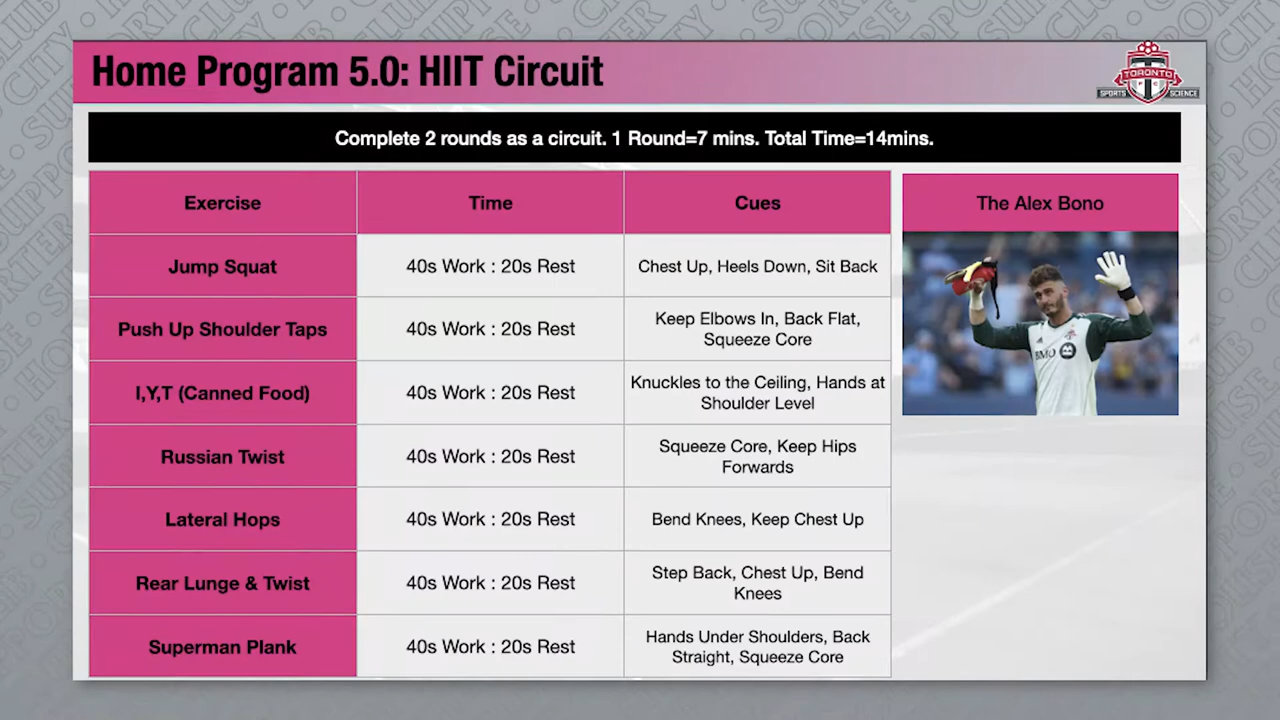 Home Program 5.0: HIIT Circuit
TORONTO
FC
SPORTS SCIENCE
Complete 2 rounds as a circuit. 1 Round=7 mins. Total Time=14mins.
Exercise Time Cues
The Alex Bono
Jump Squat 40s Work : 20s Rest Chest Up, Heels Down, Sit Back
Push Up Shoulder Taps 40s Work : 20s Rest Keep Elbows In, Back Flat,
Squeeze Core
I,Y,T (Canned Food) 40s Work : 20s Rest Knuckles to the Ceiling, Hands at
Shoulder Level
Russian Twist 40s Work : 20s Rest Squeeze Core, Keep Hips
Forwards
Lateral Hops 40s Work : 20s Rest Bend Knees, Keep Chest Up
Rear Lunge & Twist 40s Work : 20s Rest Step Back, Chest Up, Bend
Knees
Superman Plank 40s Work : 20s Rest Hands Under Shoulders, Back
Straight, Squeeze Core
BMO